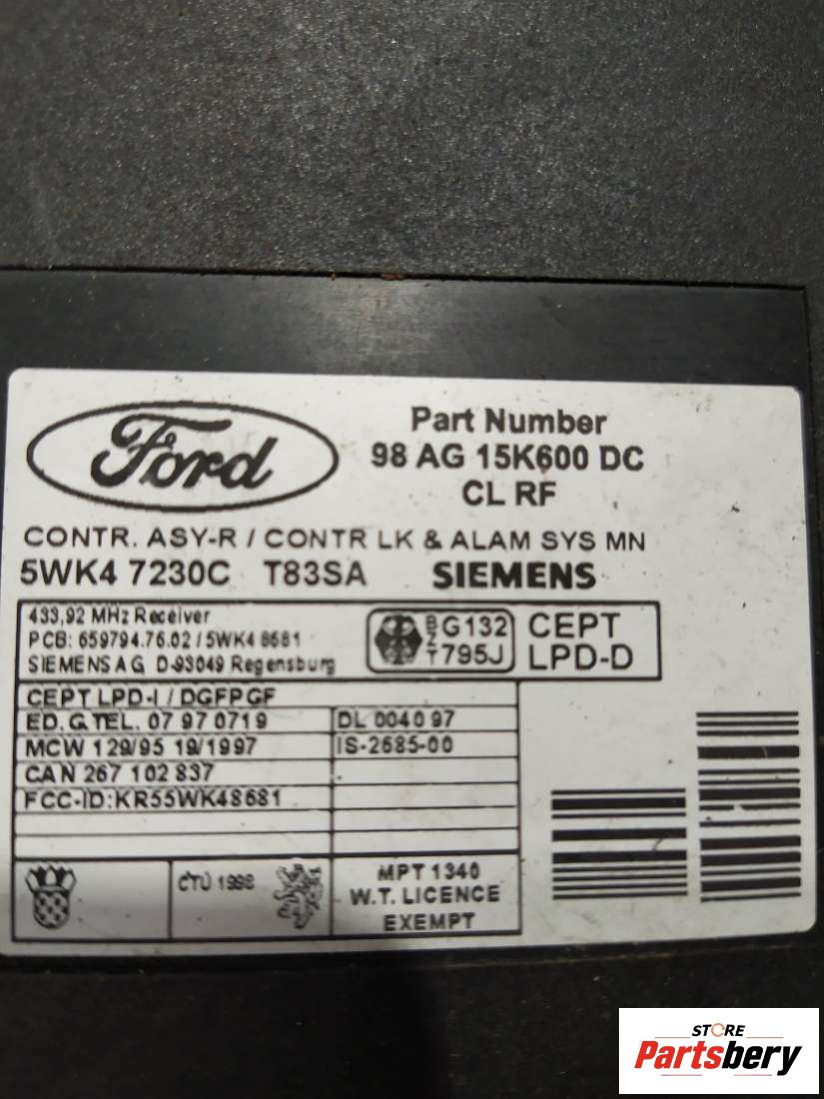 Ford
Part Number
98 AG 15K600 DC
CL RF
CONTR. ASY-R / CONTR LK & ALAM SYS MN
5WK4 7230C T83SA SIEMENS
433,92 MHz Receiver
PCB: 659794.76.02 / 5WK4 8681
SIEMENS AG D-93049 Regensburg
BZT G132
795J
CEPT
LPD-D
CEPT LPD-I / DGFPGF
ED. G. TEL. 07 97 0719
DL 0040 97
MCW 129/95 19/1997
IS-2685-00
CAN 267 102 837
FCC-ID:KR55WK48681
ČTÚ 1998
MPT 1340
W.T. LICENCE
EXEMPT
STORE
Partsbery